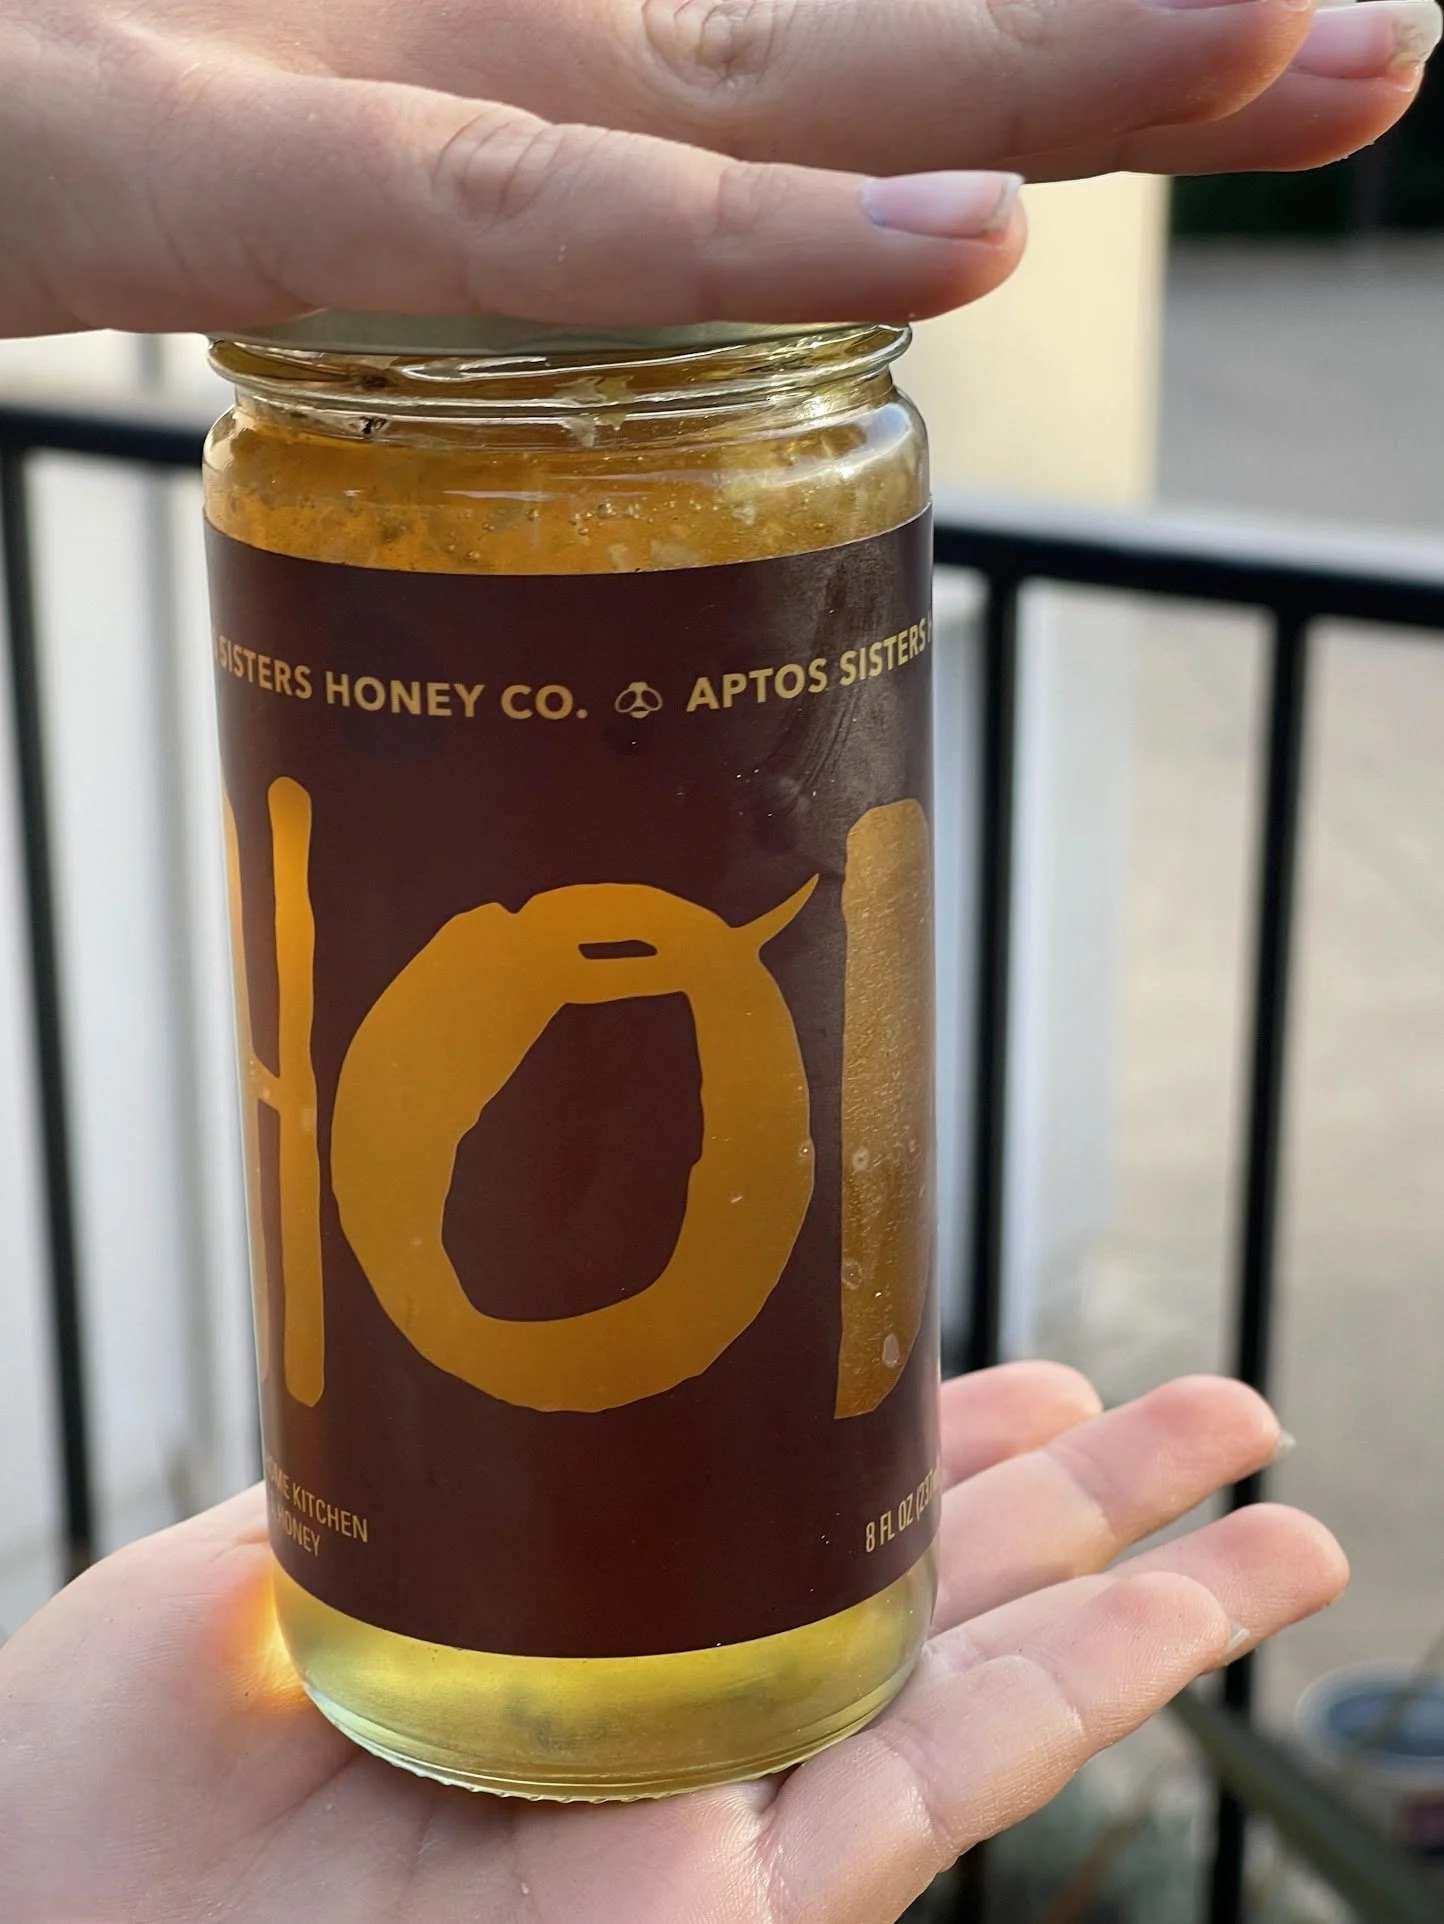 SISTERS HONEY CO. APTOS SISTERS
HO
KITCHEN
HONEY
8 FL OZ